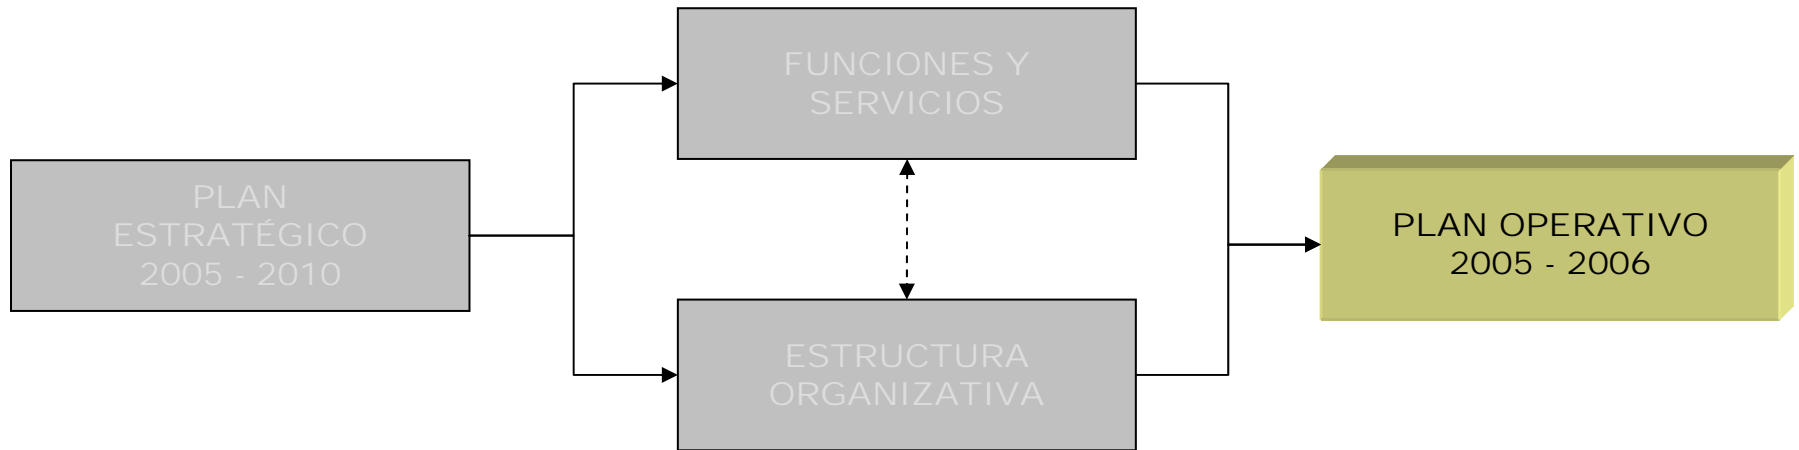 FUNCIONES Y
SERVICIOS
PLAN
ESTRATÉGICO
2005 - 2010
PLAN OPERATIVO
2005 - 2006
ESTRUCTURA
ORGANIZATIVA